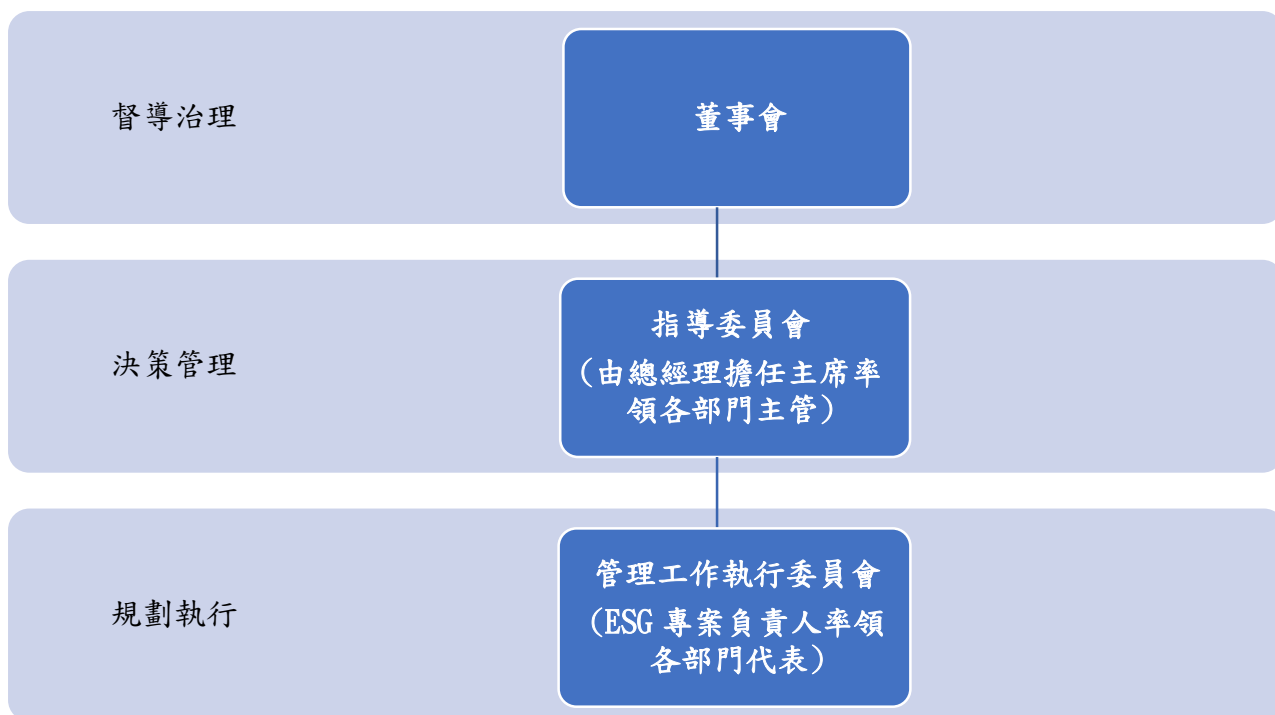 督導治理
董事會
決策管理
指導委員會
(由總經理擔任主席率
領各部門主管)
規劃執行
管理工作執行委員會
(ESG 專案負責人率領
各部門代表)